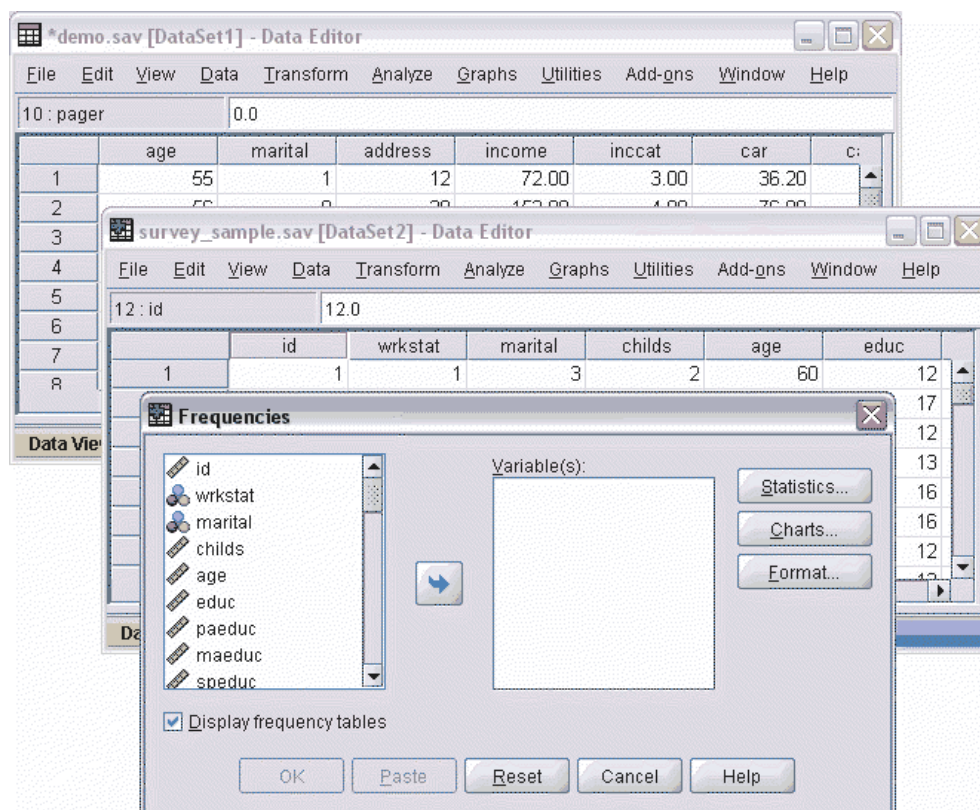 *demo.sav [DataSet1] - Data Editor
File Edit View Data Transform Analyze Graphs Utilities Add-ons Window Help
10 : pager 0.0
age marital address income inccat car
1 55 1 12 72.00 3.00 36.20
2
3
4
5
6
7
8
Data Vie
survey_sample.sav [DataSet2] - Data Editor
File Edit View Data Transform Analyze Graphs Utilities Add-ons Window Help
12 : id 12.0
id wrkstat marital childs age educ
1 1 1 3 2 60 12
17
12
13
16
16
12
Da
Frequencies
id
wrkstat
marital
childs
age
educ
paeduc
maeduc
speduc
Variable(s):
Statistics...
Charts...
Format...
Display frequency tables
OK Paste Reset Cancel Help